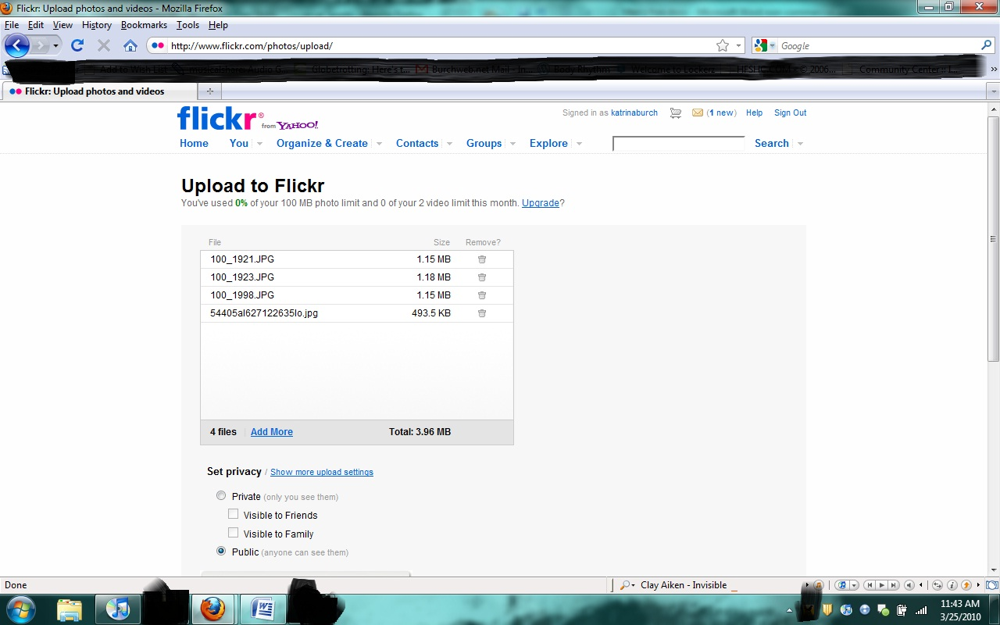 Flickr: Upload photos and videos - Mozilla Firefox
File Edit View History Bookmarks Tools Help
http://www.flickr.com/photos/upload/
Google
Add to Wish List Audio G Globetrotting: Here's t... Burchweb.net Mail - In... Body Rhythm Welcome to Lockerz © 2006... Community Center :: I... »
Flickr: Upload photos and videos
flickr® from YAHOO!
Signed in as katrinaburch (1 new) Help Sign Out
Home You Organize & Create Contacts Groups Explore Search
Upload to Flickr
You've used 0% of your 100 MB photo limit and 0 of your 2 video limit this month. Upgrade?
File Size Remove?
100_1921.JPG 1.15 MB
100_1923.JPG 1.18 MB
100_1998.JPG 1.15 MB
54405al627122635lo.jpg 493.5 KB
4 files Add More Total: 3.96 MB
Set privacy / Show more upload settings
Private (only you see them)
Visible to Friends
Visible to Family
Public (anyone can see them)
Done Clay Aiken - Invisible
11:43 AM
3/25/2010